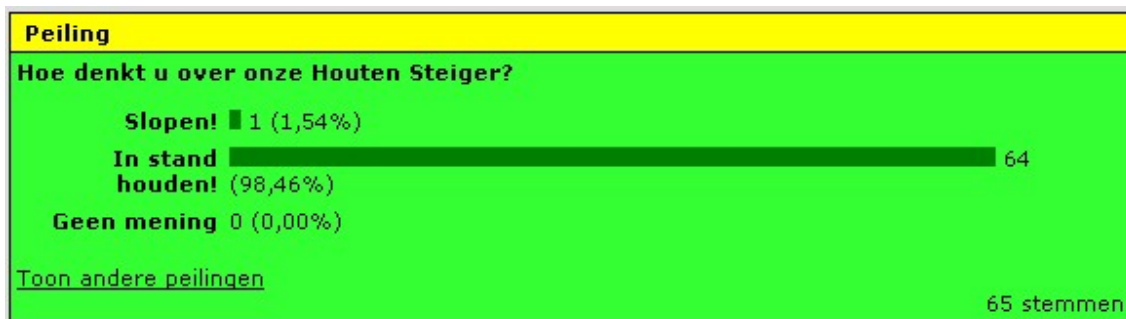 Peiling
Hoe denkt u over onze Houten Steiger?
Slopen! 1 (1,54%)
In stand 64
houden! (98,46%)
Geen mening 0 (0,00%)
Toon andere peilingen
65 stemmen